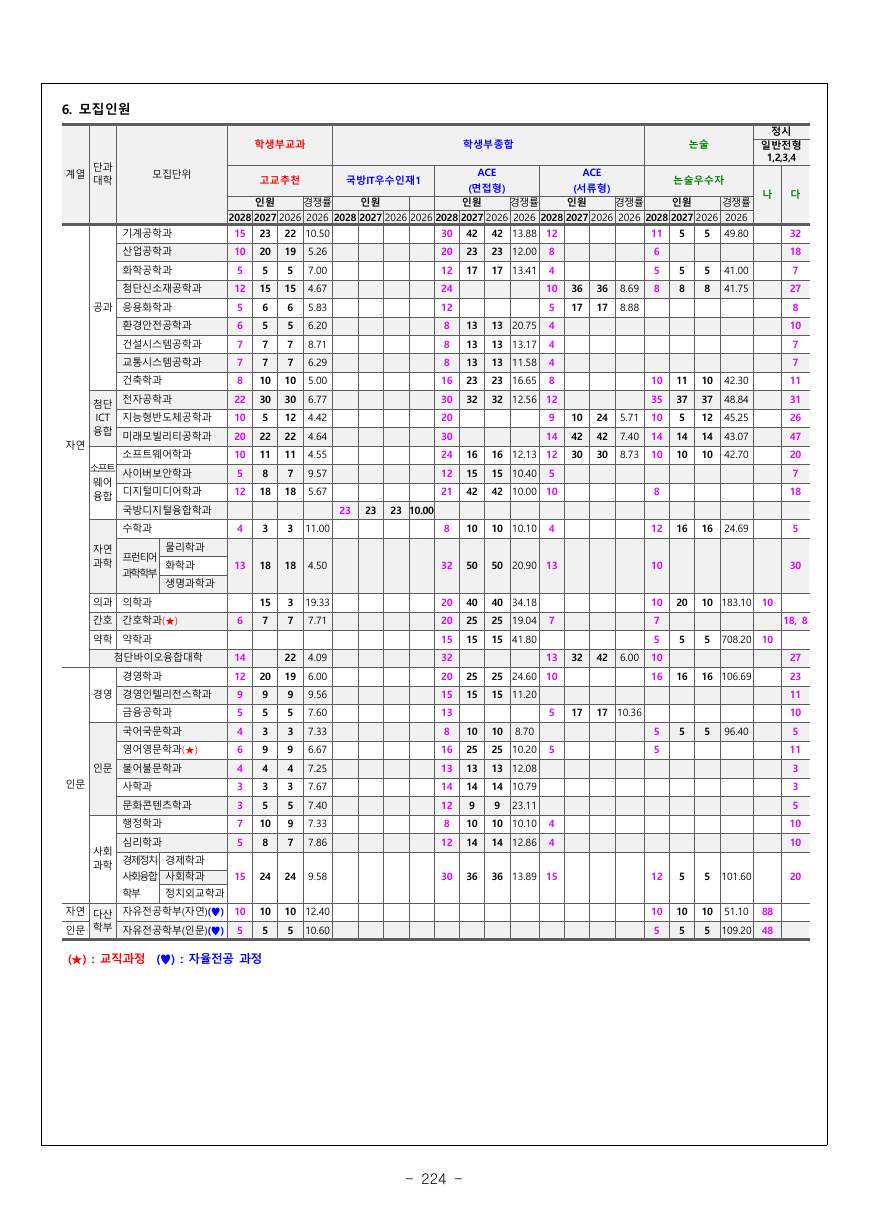 6. 모집인원
계열 단과대학 모집단위 학생부교과 학생부종합 논술 정시
일반전형
1,2,3,4
고교추천 국방IT우수인재1 ACE (면접형) ACE (서류형) 논술우수자 나 다
인원 경쟁률 인원 인원 경쟁률 인원 경쟁률 인원 경쟁률
2028 2027 2026 2026 2028 2027 2026 2026 2028 2027 2026 2026 2028 2027 2026 2026 2028 2027 2026 2026
자연 공과 기계공학과 15 23 22 10.50 30 42 42 13.88 12 11 5 5 49.80 32
산업공학과 10 20 19 5.26 20 23 23 12.00 8 6 18
화학공학과 5 5 5 7.00 12 17 17 13.41 4 5 5 5 41.00 7
첨단신소재공학과 12 15 15 4.67 24 10 36 36 8.69 8 8 8 41.75 27
응용화학과 5 6 6 5.83 12 5 17 17 8.88 8
환경안전공학과 6 5 5 6.20 8 13 13 20.75 4 10
건설시스템공학과 7 7 7 8.71 8 13 13 13.17 4 7
교통시스템공학과 7 7 7 6.29 8 13 13 11.58 4 7
건축학과 8 10 10 5.00 16 23 23 16.65 8 10 11 10 42.30 11
첨단 ICT 융합 전자공학과 22 30 30 6.77 30 32 32 12.56 12 35 37 37 48.84 31
지능형반도체공학과 10 5 12 4.42 20 9 10 24 5.71 10 5 12 45.25 26
미래모빌리티공학과 20 22 22 4.64 30 14 42 42 7.40 14 14 14 43.07 47
소프트웨어융합 소프트웨어학과 10 11 11 4.55 24 16 16 12.13 12 30 30 8.73 10 10 10 42.70 20
사이버보안학과 5 8 7 9.57 12 15 15 10.40 5 7
디지털미디어학과 12 18 18 5.67 21 42 42 10.00 10 8 18
국방디지털융합학과 23 23 23 10.00
자연과학 수학과 4 3 3 11.00 8 10 10 10.10 4 12 16 16 24.69 5
프런티어과학학부 물리학과
화학과 13 18 18 4.50 32 50 50 20.90 13 10 30
생명과학과
의과 의학과 15 3 19.33 20 40 40 34.18 10 20 10 183.10 10
간호 간호학과(★) 6 7 7 7.71 20 25 25 19.04 7 7 18, 8
약학 약학과 15 15 15 41.80 5 5 5 708.20 10
첨단바이오융합대학 14 22 4.09 32 13 32 42 6.00 10 27
인문 경영 경영학과 12 20 19 6.00 20 25 25 24.60 10 16 16 16 106.69 23
경영인텔리전스학과 9 9 9 9.56 15 15 15 11.20 11
금융공학과 5 5 5 7.60 13 5 17 17 10.36 10
인문 국어국문학과 4 3 3 7.33 8 10 10 8.70 5 5 5 96.40 5
영어영문학과(★) 6 9 9 6.67 16 25 25 10.20 5 5 11
불어불문학과 4 4 4 7.25 13 13 13 12.08 3
사학과 3 3 3 7.67 14 14 14 10.79 3
문화콘텐츠학과 3 5 5 7.40 12 9 9 23.11 5
사회과학 행정학과 7 10 9 7.33 8 10 10 10.10 4 10
심리학과 5 8 7 7.86 12 14 14 12.86 4 10
경제정치사회융합학부 경제학과
사회학과 15 24 24 9.58 30 36 36 13.89 15 12 5 5 101.60 20
정치외교학과
자연 다산학부 자유전공학부(자연)(♥) 10 10 10 12.40 10 10 10 51.10 88
인문 자유전공학부(인문)(♥) 5 5 5 10.60 5 5 5 109.20 48
(★) : 교직과정 (♥) : 자율전공 과정
- 224 -